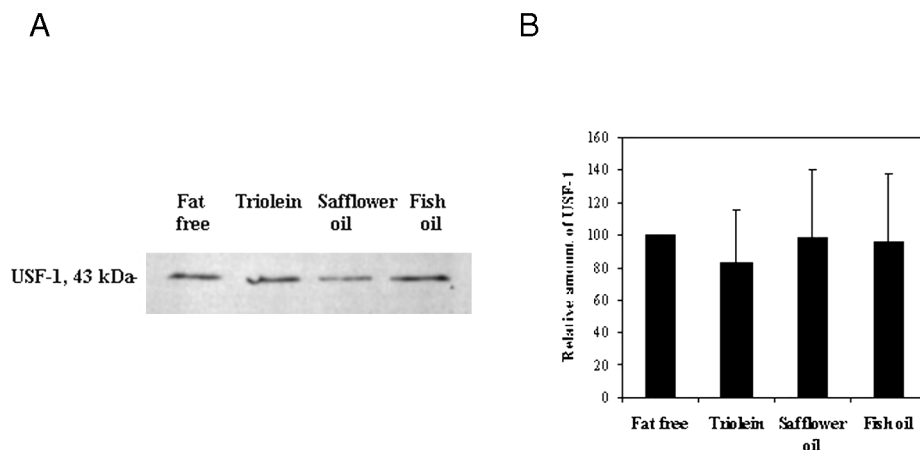 A
B
Fat free
Triolein
Safflower oil
Fish oil
USF-1, 43 kDa-
Relative amount of USF-1
160
140
120
100
80
60
40
20
0
Fat free
Triolein
Safflower oil
Fish oil